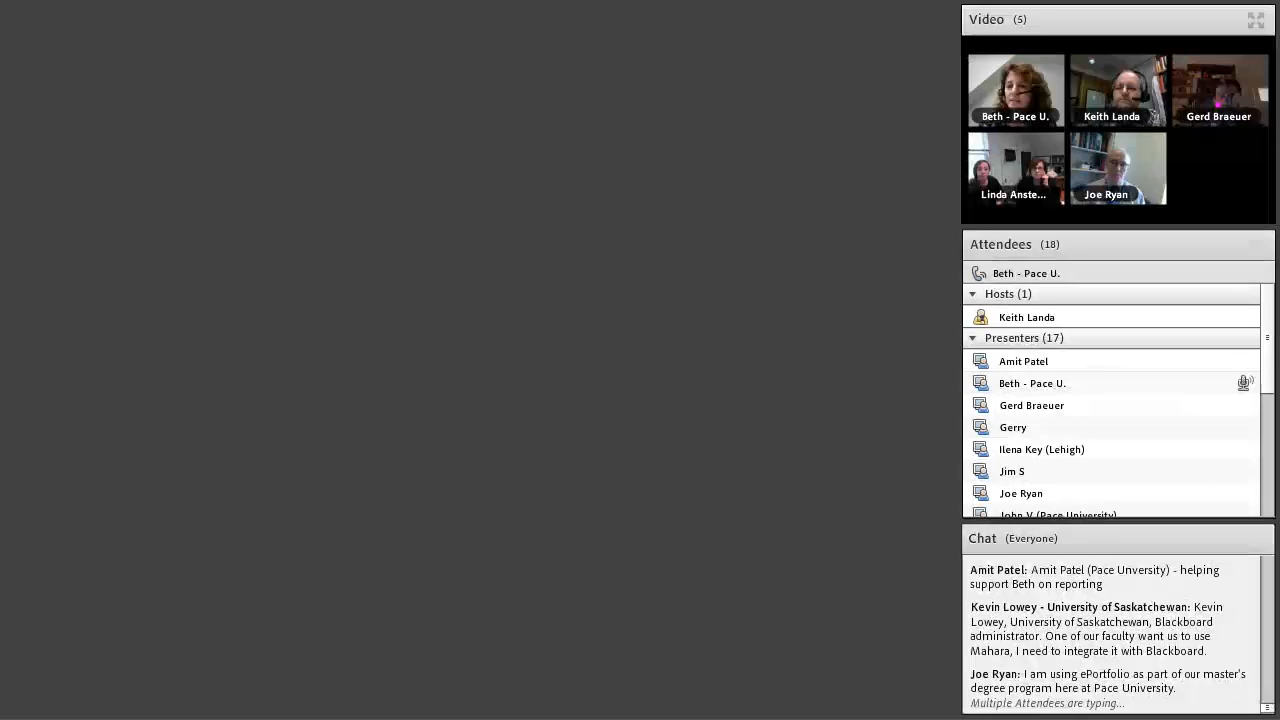 Video (5)
Beth - Pace U.
Keith Landa
Gerd Braeuer
Linda Anste...
Joe Ryan
Attendees (18)
Beth - Pace U.
Hosts (1)
Keith Landa
Presenters (17)
Amit Patel
Beth - Pace U.
Gerd Braeuer
Gerry
Ilena Key (Lehigh)
Jim S
Joe Ryan
John V (Pace University)
Chat (Everyone)
Amit Patel: Amit Patel (Pace Unversity) - helping
support Beth on reporting
Kevin Lowey - University of Saskatchewan: Kevin
Lowey, University of Saskatchewan, Blackboard
administrator. One of our faculty want us to use
Mahara, I need to integrate it with Blackboard.
Joe Ryan: I am using ePortfolio as part of our master's
degree program here at Pace University.
Multiple Attendees are typing...